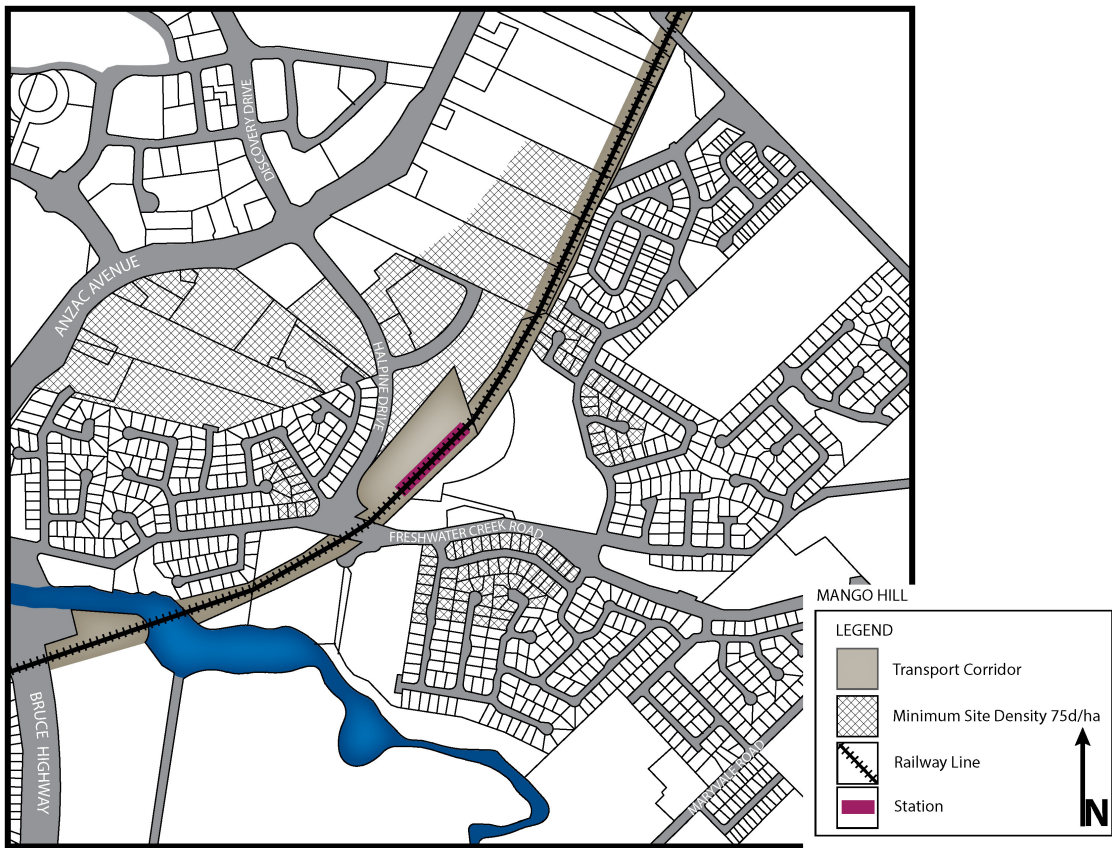 DISCOVERY DRIVE
ANZAC AVENUE
HALPINE DRIVE
FRESHWATER CREEK ROAD
BRUCE HIGHWAY
MARYVALE ROAD
MANGO HILL
LEGEND
Transport Corridor
Minimum Site Density 75d/ha
Railway Line
Station
N